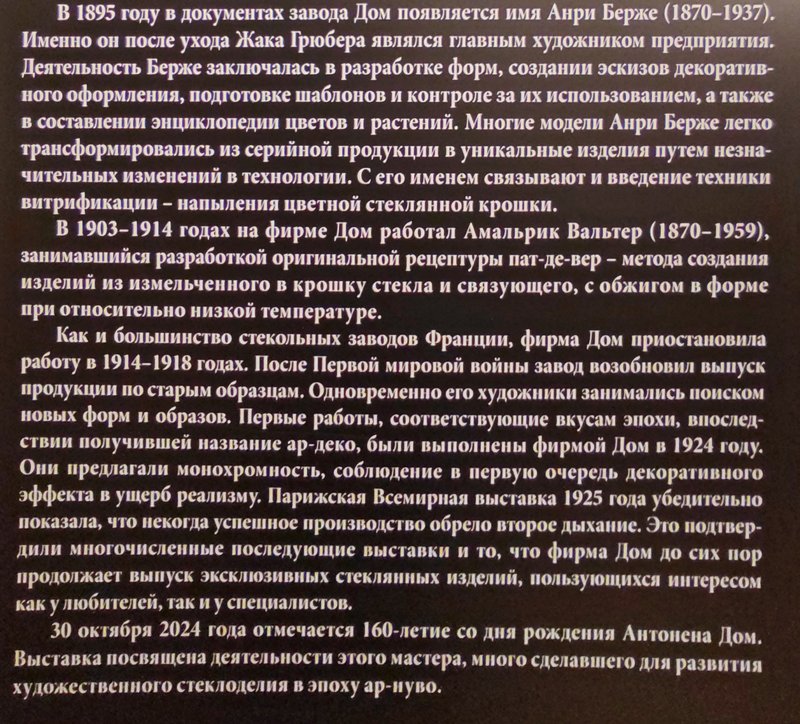 В 1895 году в документах завода Дом появляется имя Анри Берже (1870–1937).
Именно он после ухода Жака Грюбера являлся главным художником предприятия.
Деятельность Берже заключалась в разработке форм, создании эскизов декоратив-
ного оформления, подготовке шаблонов и контроле за их использованием, а также
в составлении энциклопедии цветов и растений. Многие модели Анри Берже легко
трансформировались из серийной продукции в уникальные изделия путем незна-
чительных изменений в технологии. С его именем связывают и введение техники
витрификации – напыления цветной стеклянной крошки.
В 1903–1914 годах на фирме Дом работал Амальрик Вальтер (1870–1959),
занимавшийся разработкой оригинальной рецептуры пат-де-вер – метода создания
изделий из измельченного в крошку стекла и связующего, с обжигом в форме
при относительно низкой температуре.
Как и большинство стекольных заводов Франции, фирма Дом приостановила
работу в 1914–1918 годах. После Первой мировой войны завод возобновил выпуск
продукции по старым образцам. Одновременно его художники занимались поиском
новых форм и образов. Первые работы, соответствующие вкусам эпохи, впослед-
ствии получившей название ар-деко, были выполнены фирмой Дом в 1924 году.
Они предлагали монохромность, соблюдение в первую очередь декоративного
эффекта в ущерб реализму. Парижская Всемирная выставка 1925 года убедительно
показала, что некогда успешное производство обрело второе дыхание. Это подтвер-
дили многочисленные последующие выставки и то, что фирма Дом до сих пор
продолжает выпуск эксклюзивных стеклянных изделий, пользующихся интересом
как у любителей, так и у специалистов.
30 октября 2024 года отмечается 160-летие со дня рождения Антонена Дом.
Выставка посвящена деятельности этого мастера, много сделавшего для развития
художественного стеклоделия в эпоху ар-нуво.